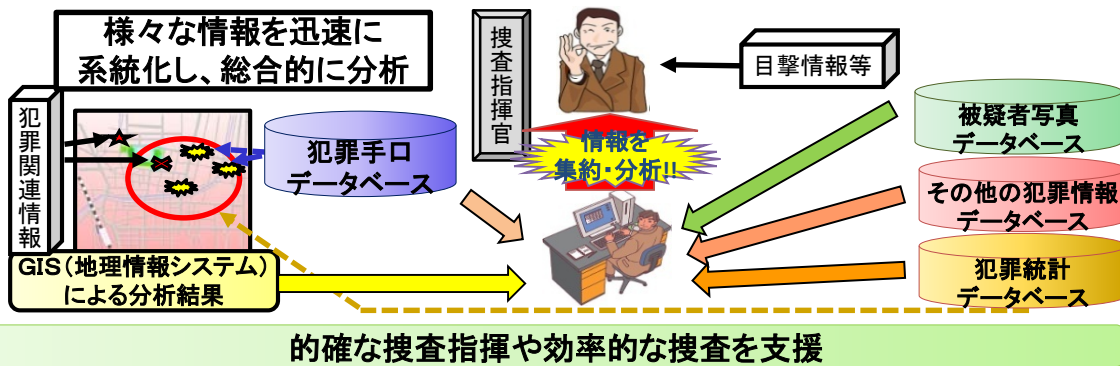 様々な情報を迅速に
系統化し、総合的に分析
捜査指揮官
目撃情報等
犯罪関連情報
犯罪手口
データベース
情報を
集約・分析!!
被疑者写真
データベース
その他の犯罪情報
データベース
犯罪統計
データベース
GIS(地理情報システム)
による分析結果
的確な捜査指揮や効率的な捜査を支援